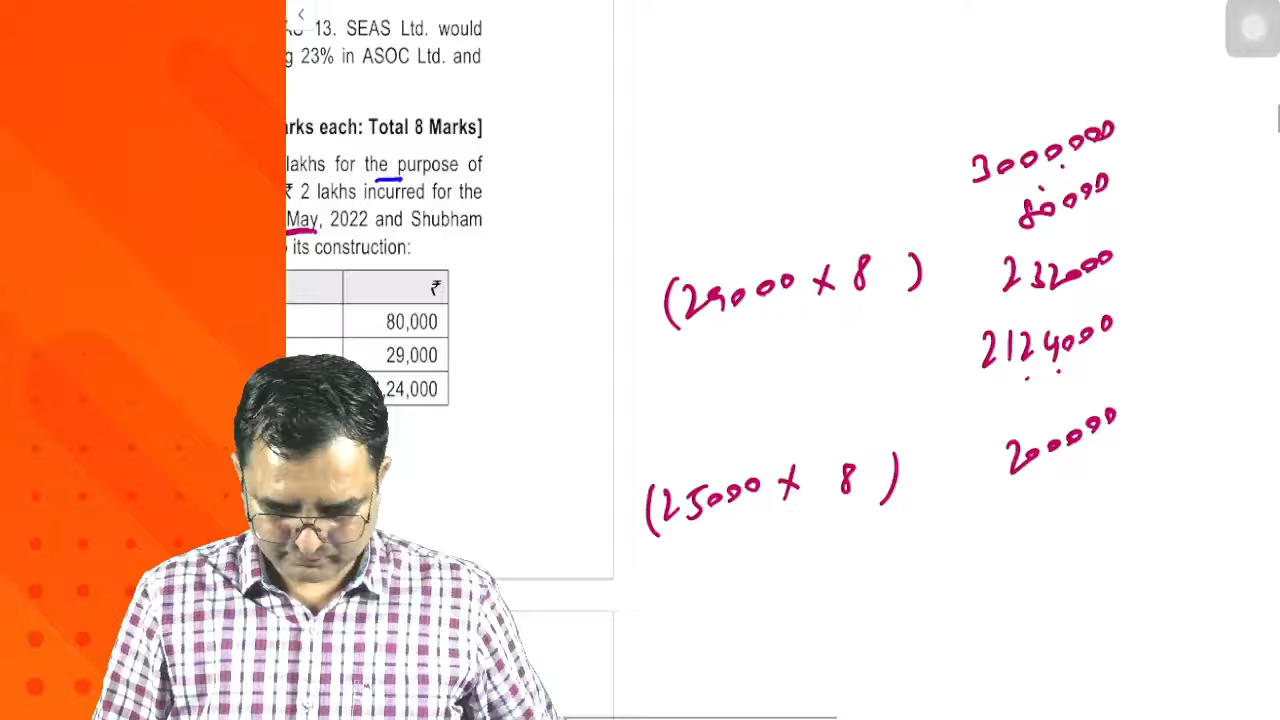 13. SEAS Ltd. would
23% in ASOC Ltd. and
arks each: Total 8 Marks]
lakhs for the purpose of
₹ 2 lakhs incurred for the
May, 2022 and Shubham
its construction:
₹
80,000
29,000
,24,000
3000000
80000
(29000 × 8 ) 232000
2124000
(25000 × 8 ) 200000